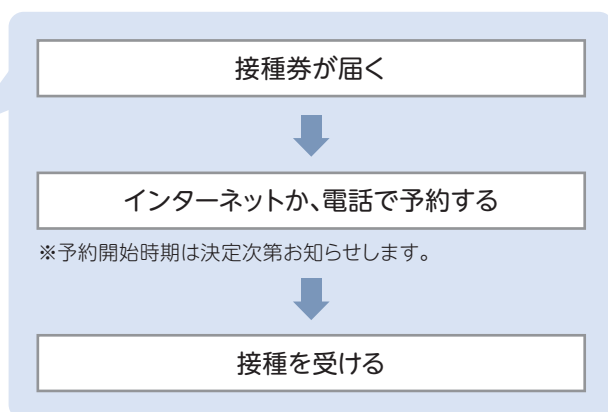 接種券が届く
インターネットか、電話で予約する
※予約開始時期は決定次第お知らせします。
接種を受ける